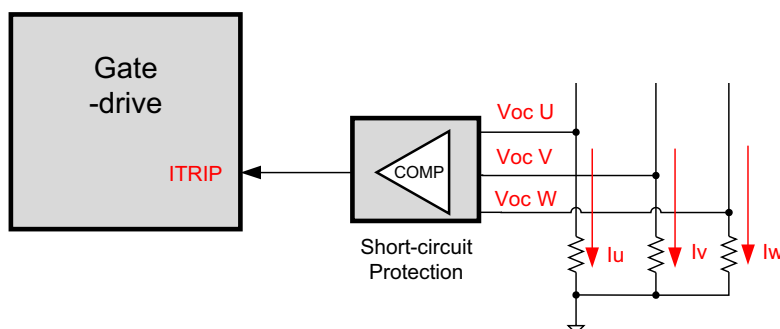 Gate
-drive
ITRIP
COMP
Short-circuit
Protection
Voc U
Voc V
Voc W
Iu
Iv
Iw